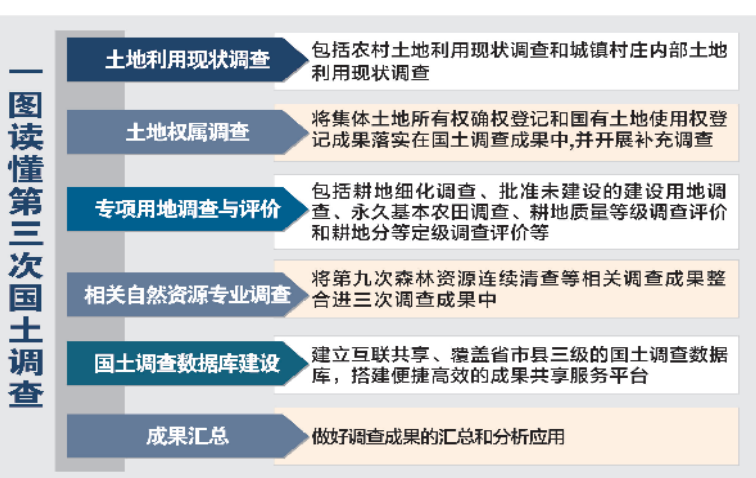 一图读懂第三次国土调查
土地利用现状调查
包括农村土地利用现状调查和城镇村庄内部土地
利用现状调查
土地权属调查
将集体土地所有权确权登记和国有土地使用权登
记成果落实在国土调查成果中,并开展补充调查
专项用地调查与评价
包括耕地细化调查、批准未建设的建设用地调
查、永久基本农田调查、耕地质量等级调查评价
和耕地分等定级调查评价等
相关自然资源专业调查
将第九次森林资源连续清查等相关调查成果整
合进三次调查成果中
国土调查数据库建设
建立互联共享、覆盖省市县三级的国土调查数据
库，搭建便捷高效的成果共享服务平台
成果汇总
做好调查成果的汇总和分析应用